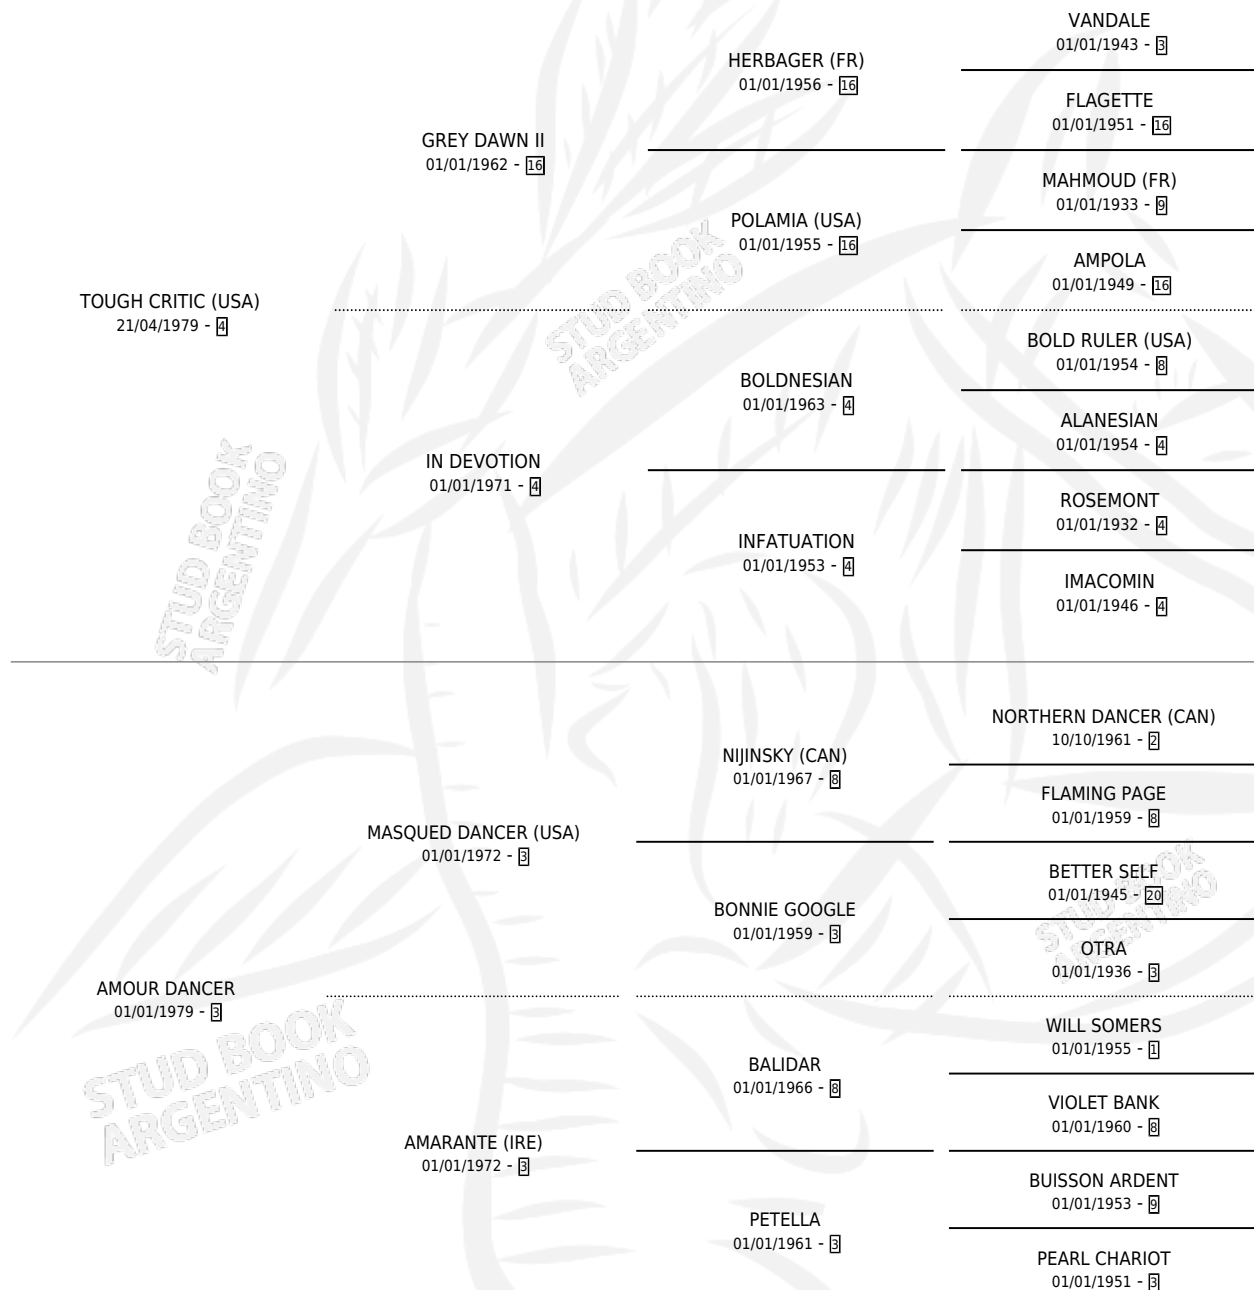 VANDALE
01/01/1943 - 3
HERBAGER (FR)
01/01/1956 - 16
FLAGETTE
01/01/1951 - 16
GREY DAWN II
01/01/1962 - 16
MAHMOUD (FR)
01/01/1933 - 9
POLAMIA (USA)
01/01/1955 - 16
AMPOLA
01/01/1949 - 16
STUD BOOK
ARGENTINO
TOUGH CRITIC (USA)
21/04/1979 - 4
BOLD RULER (USA)
01/01/1954 - 8
BOLDNESIAN
01/01/1963 - 4
ALANESIAN
01/01/1954 - 4
IN DEVOTION
01/01/1971 - 4
ROSEMONT
01/01/1932 - 4
INFATUATION
01/01/1953 - 4
IMACOMIN
01/01/1946 - 4
STUD BOOK
ARGENTINO
NORTHERN DANCER (CAN)
10/10/1961 - 2
NIJINSKY (CAN)
01/01/1967 - 8
FLAMING PAGE
01/01/1959 - 8
MASQUED DANCER (USA)
01/01/1972 - 3
BETTER SELF
01/01/1945 - 20
BONNIE GOOGLE
01/01/1959 - 3
STUD BOOK
ARGENTINO
OTRA
01/01/1936 - 3
AMOUR DANCER
01/01/1979 - 3
WILL SOMERS
01/01/1955 - 1
BALIDAR
01/01/1966 - 8
STUD BOOK
ARGENTINO
VIOLET BANK
01/01/1960 - 8
AMARANTE (IRE)
01/01/1972 - 3
BUISSON ARDENT
01/01/1953 - 9
PETELLA
01/01/1961 - 3
PEARL CHARIOT
01/01/1951 - 3